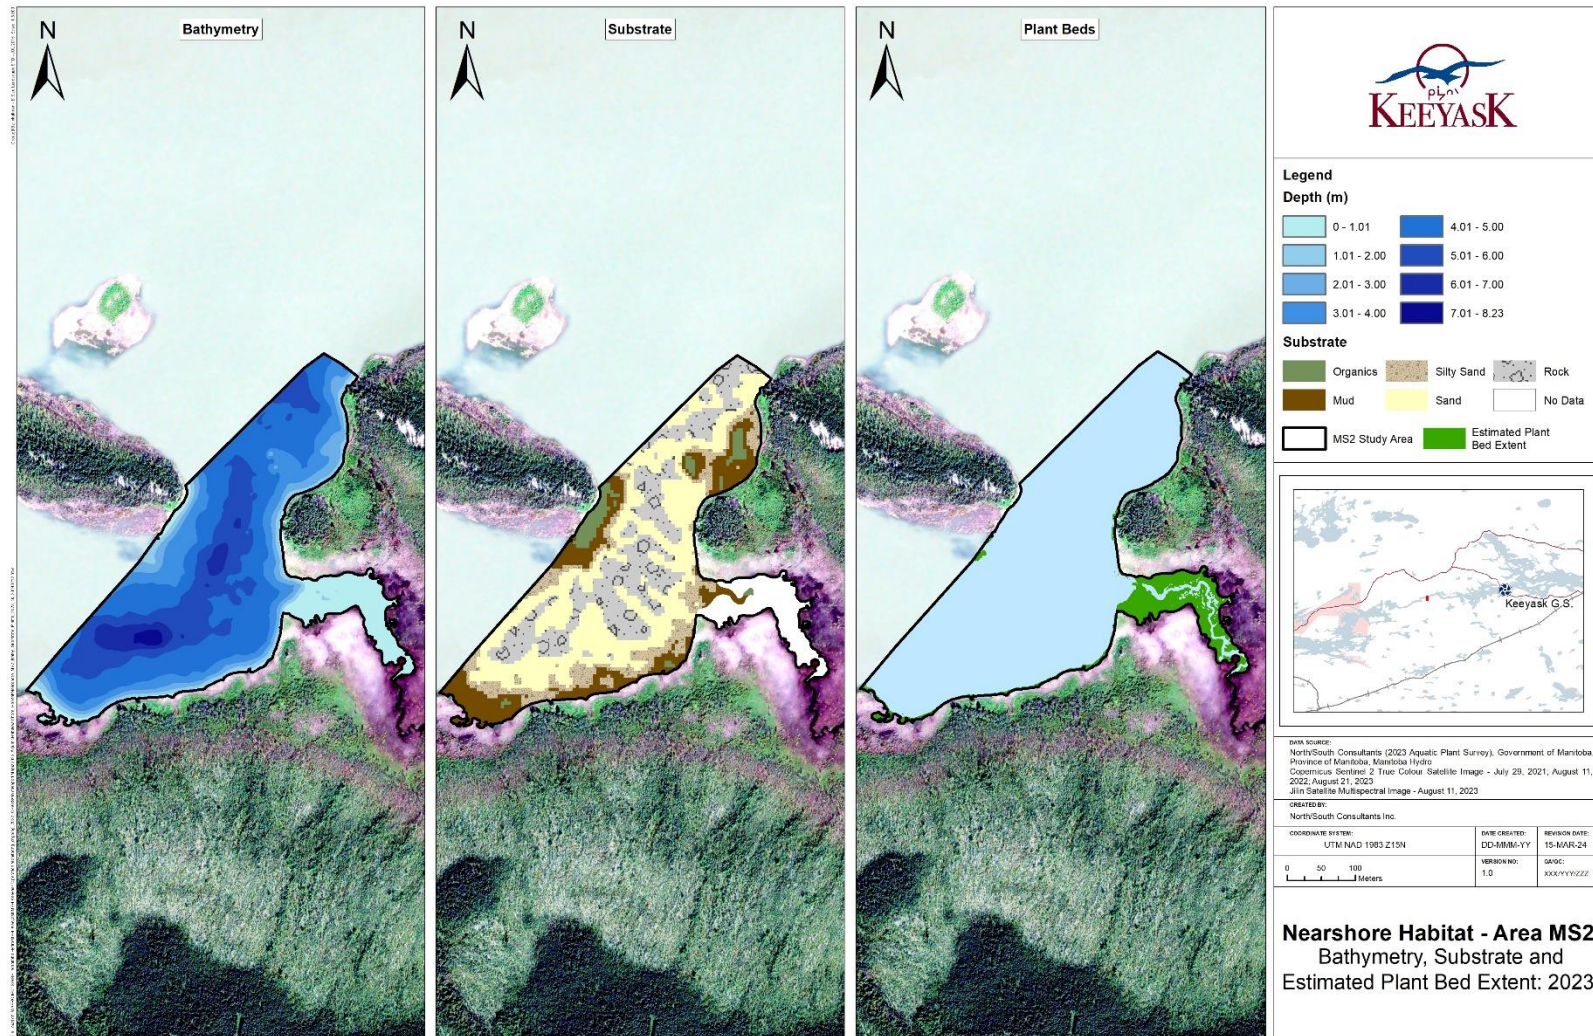 N
Bathymetry
N
Substrate
N
Plant Beds
KEEYASK
Legend
Depth (m)
0 - 1.01
4.01 - 5.00
1.01 - 2.00
5.01 - 6.00
2.01 - 3.00
6.01 - 7.00
3.01 - 4.00
7.01 - 8.23
Substrate
Organics
Silty Sand
Rock
Mud
Sand
No Data
MS2 Study Area
Estimated Plant
Bed Extent
Keeyask G.S.
DATA SOURCE:
North/South Consultants (2023 Aquatic Plant Survey), Government of Manitoba,
Province of Manitoba, Manitoba Hydro
Copernicus Sentinel 2 True Colour Satellite Image - July 29, 2021; August 11,
2022; August 21, 2023
Jilin Satellite Multispectral Image - August 11, 2023
CREATED BY:
North/South Consultants Inc.
COORDINATE SYSTEM:
UTM NAD 1983 Z15N
DATE CREATED:
DD-MMM-YY
REVISION DATE:
15-MAR-24
0 50 100
Meters
VERSION NO:
1.0
QA/QC:
XXX/YYY/ZZZ
Nearshore Habitat - Area MS2
Bathymetry, Substrate and
Estimated Plant Bed Extent: 2023